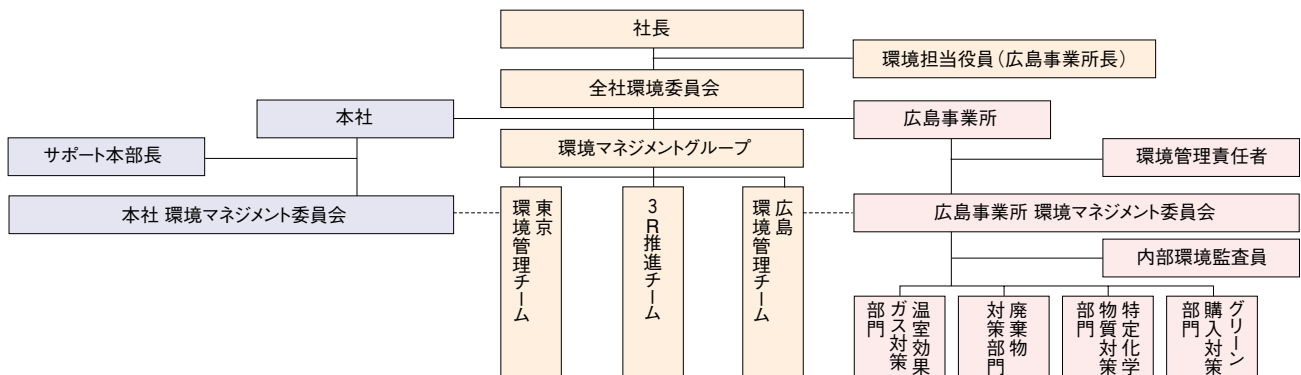 社長
環境担当役員（広島事業所長）
全社環境委員会
本社
広島事業所
サポート本部長
環境マネジメントグループ
環境管理責任者
本社 環境マネジメント委員会
広島事業所 環境マネジメント委員会
東京
環境管理チーム
3R推進チーム
広島
環境管理チーム
内部環境監査員
温室効果
ガス対策
部門
廃棄物
対策部門
特定化学
物質対策
部門
グリーン
購入対策
部門